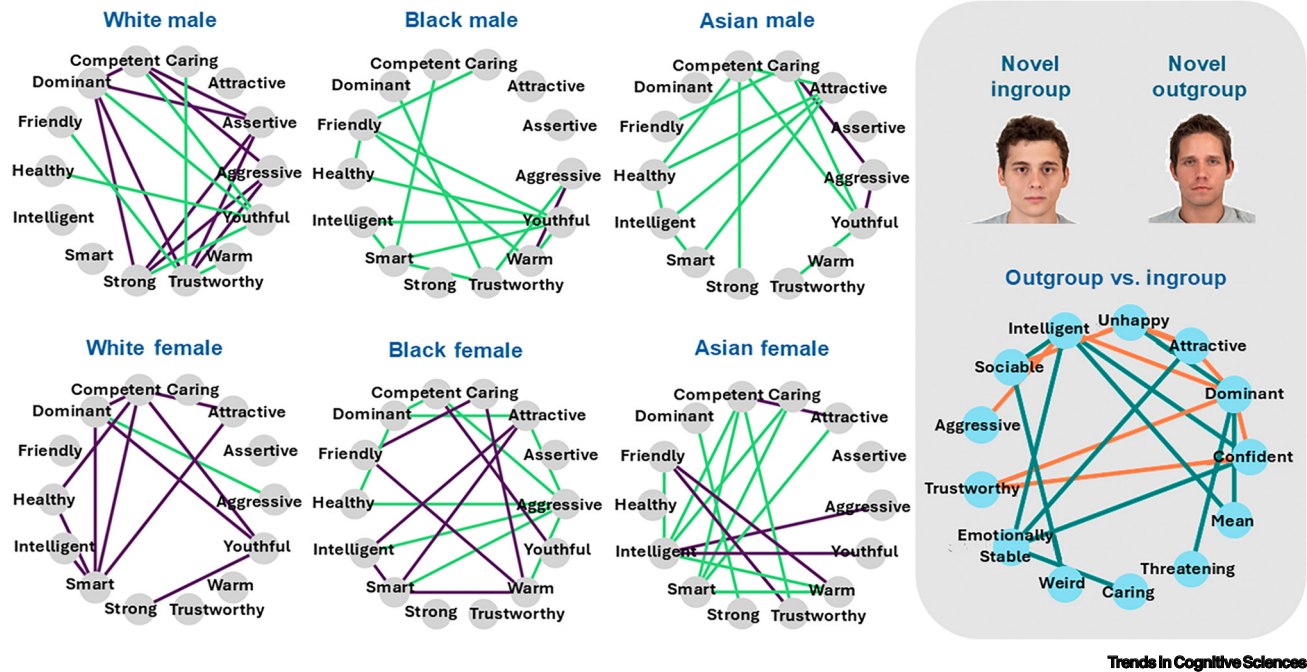 White male
Competent Caring
Dominant
Attractive
Friendly
Assertive
Healthy
Aggressive
Intelligent
Youthful
Smart
Warm
Strong
Trustworthy
Black male
Competent Caring
Dominant
Attractive
Friendly
Assertive
Healthy
Aggressive
Intelligent
Youthful
Smart
Warm
Strong
Trustworthy
Asian male
Competent Caring
Dominant
Attractive
Friendly
Assertive
Healthy
Aggressive
Intelligent
Youthful
Smart
Warm
Strong
Trustworthy
White female
Competent Caring
Dominant
Attractive
Friendly
Assertive
Healthy
Aggressive
Intelligent
Youthful
Smart
Warm
Strong
Trustworthy
Black female
Competent Caring
Dominant
Attractive
Friendly
Assertive
Healthy
Aggressive
Intelligent
Youthful
Smart
Warm
Strong
Trustworthy
Asian female
Competent Caring
Dominant
Attractive
Friendly
Assertive
Healthy
Aggressive
Intelligent
Youthful
Smart
Warm
Strong
Trustworthy
Novel
ingroup
Novel
outgroup
Outgroup vs. ingroup
Unhappy
Intelligent
Attractive
Sociable
Dominant
Aggressive
Confident
Trustworthy
Mean
Emotionally
Stable
Threatening
Weird
Caring
Trends in Cognitive Sciences